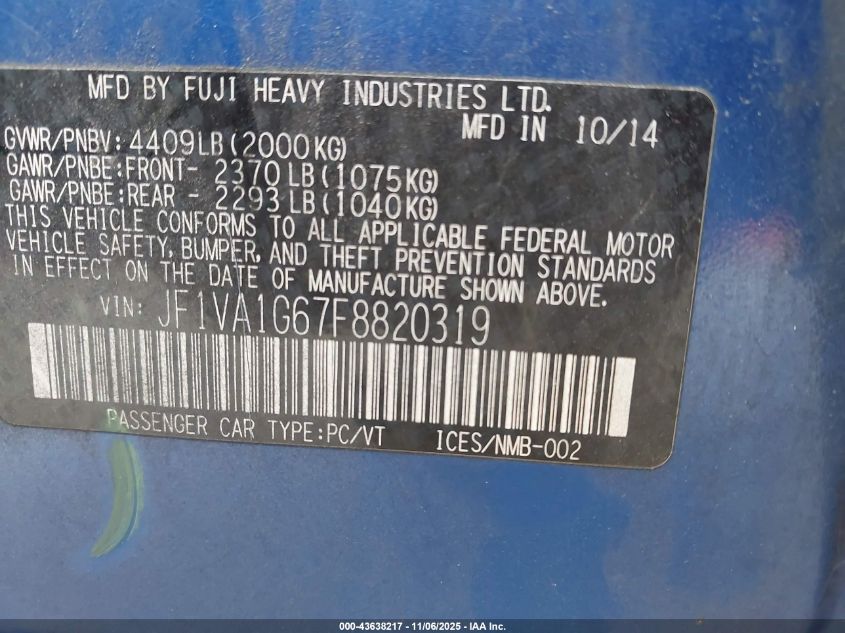 MFD BY FUJI HEAVY INDUSTRIES LTD.
MFD IN 10/14
GVWR/PNBV: 4409LB(2000KG)
GAWR/PNBE:FRONT- 2370LB(1075KG)
GAWR/PNBE:REAR - 2293LB(1040KG)
THIS VEHICLE CONFORMS TO ALL APPLICABLE FEDERAL MOTOR
VEHICLE SAFETY, BUMPER, AND THEFT PREVENTION STANDARDS
IN EFFECT ON THE DATE OF MANUFACTURE SHOWN ABOVE.
VIN: JF1VA1G67F8820319
PASSENGER CAR TYPE:PC/VT ICES/NMB-002
000-43638217 - 11/06/2025 - IAA Inc.